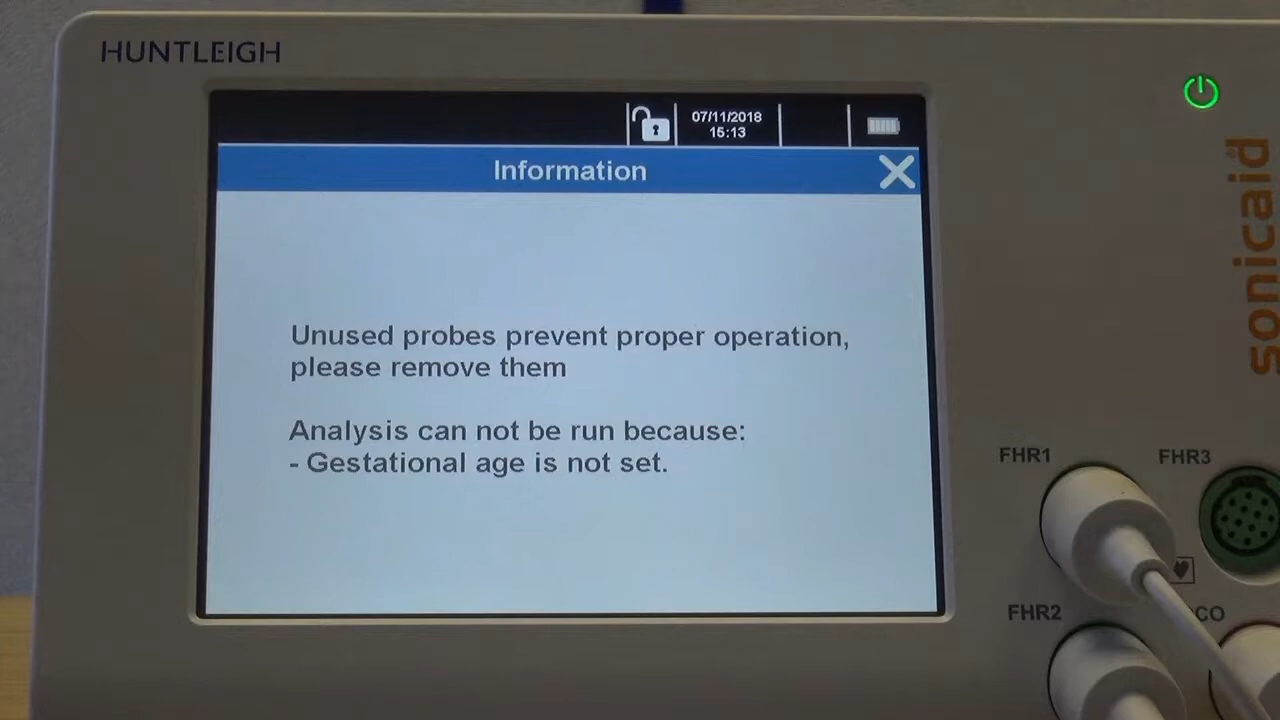 HUNTLEIGH
07/11/2018
15:13
Information
sonicaid
Unused probes prevent proper operation,
please remove them
Analysis can not be run because:
- Gestational age is not set.
FHR1
FHR3
FHR2
CO